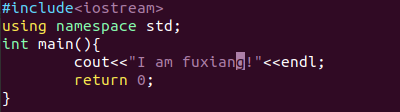 #include<iostream>
using namespace std;
int main(){
        cout<<"I am fuxiang!"<<endl;
        return 0;
}